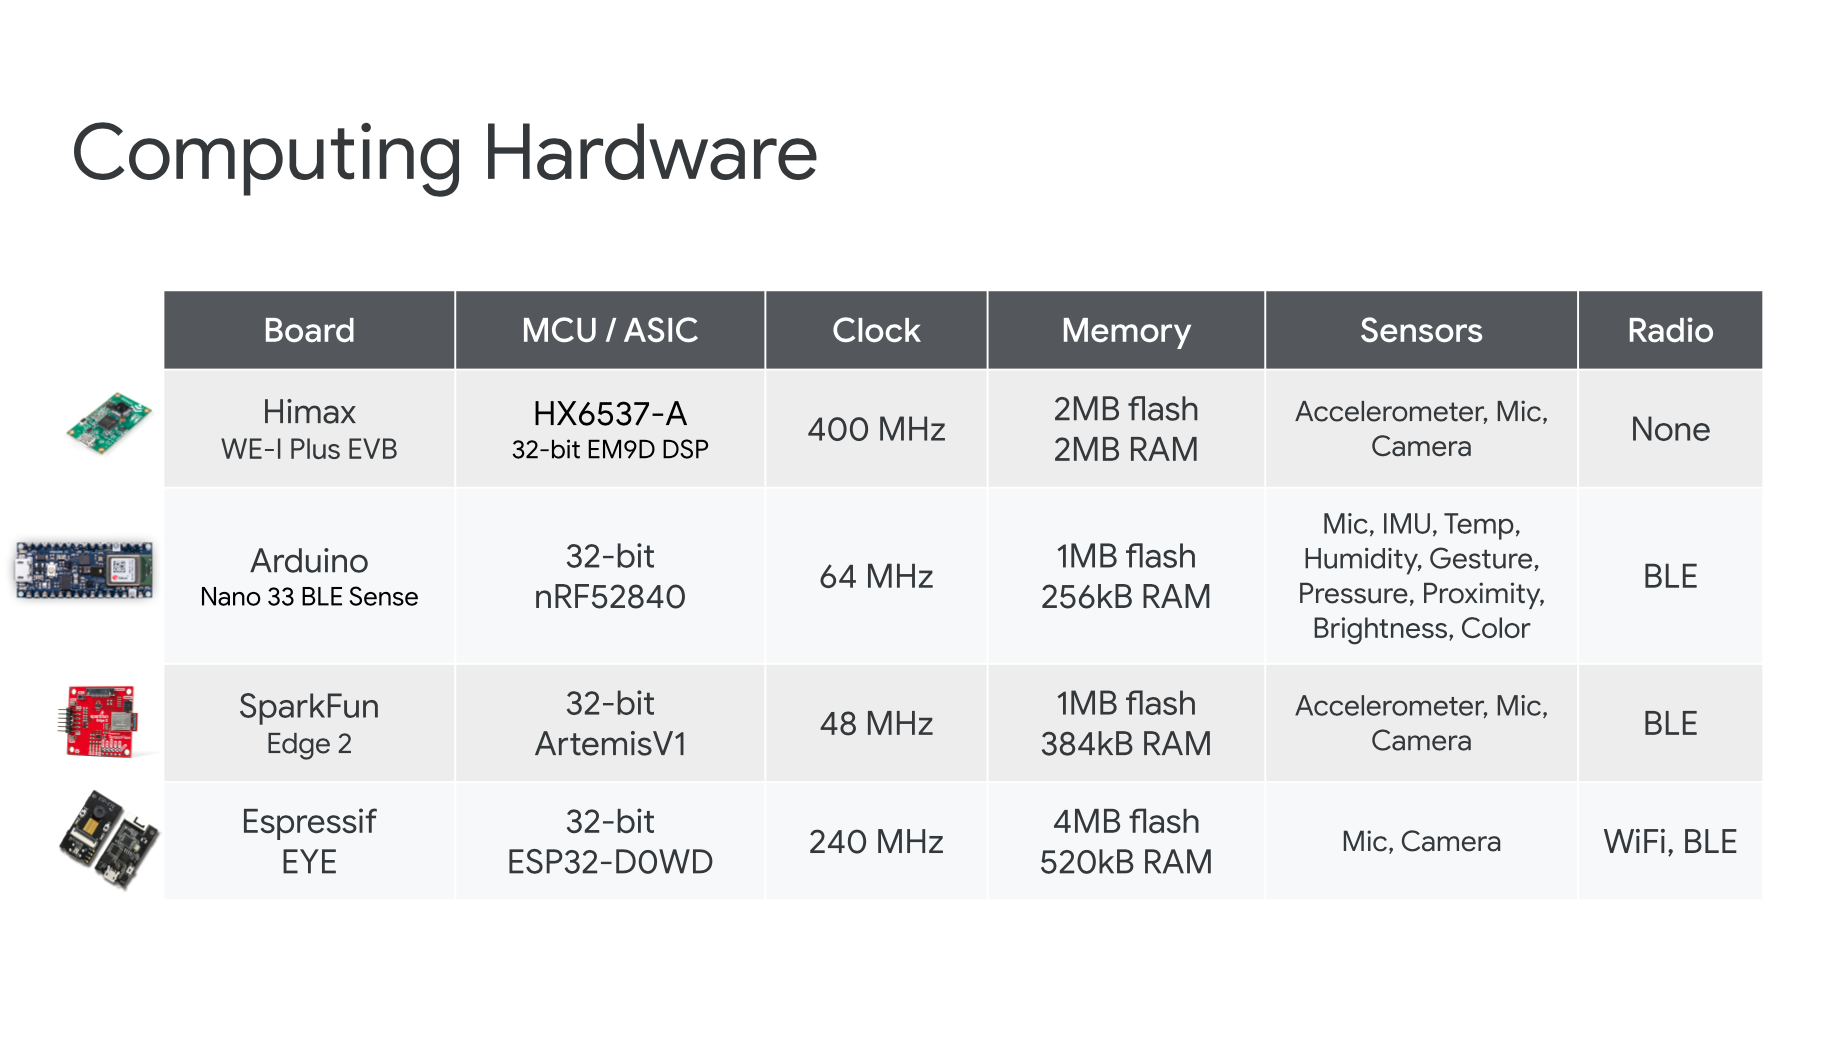 Computing Hardware
Board MCU / ASIC Clock Memory Sensors Radio
Himax
WE-I Plus EVB
HX6537-A
32-bit EM9D DSP
400 MHz
2MB flash
2MB RAM
Accelerometer, Mic,
Camera
None
Arduino
Nano 33 BLE Sense
32-bit
nRF52840
64 MHz
1MB flash
256kB RAM
Mic, IMU, Temp,
Humidity, Gesture,
Pressure, Proximity,
Brightness, Color
BLE
SparkFun
Edge 2
32-bit
ArtemisV1
48 MHz
1MB flash
384kB RAM
Accelerometer, Mic,
Camera
BLE
Espressif
EYE
32-bit
ESP32-D0WD
240 MHz
4MB flash
520kB RAM
Mic, Camera
WiFi, BLE